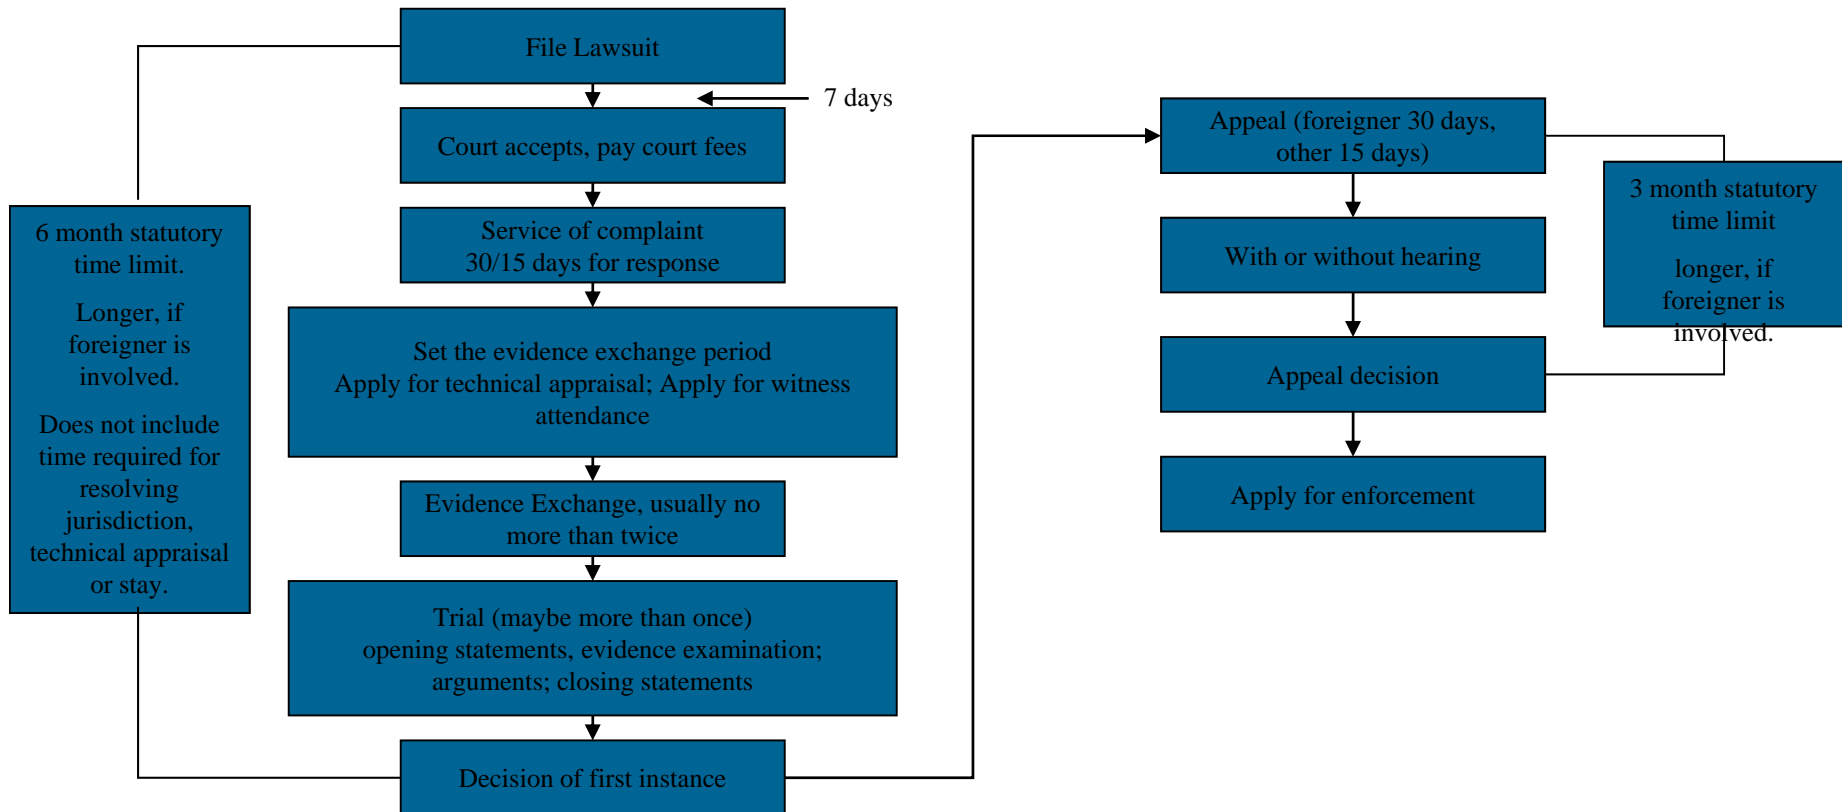 File Lawsuit
7 days
Court accepts, pay court fees
Service of complaint
30/15 days for response
Set the evidence exchange period
Apply for technical appraisal; Apply for witness
attendance
Evidence Exchange, usually no
more than twice
Trial (maybe more than once)
opening statements, evidence examination;
arguments; closing statements
Decision of first instance
6 month statutory
time limit.
Longer, if
foreigner is
involved.
Does not include
time required for
resolving
jurisdiction,
technical appraisal
or stay.
Appeal (foreigner 30 days,
other 15 days)
With or without hearing
Appeal decision
Apply for enforcement
3 month statutory
time limit
longer, if
foreigner is
involved.